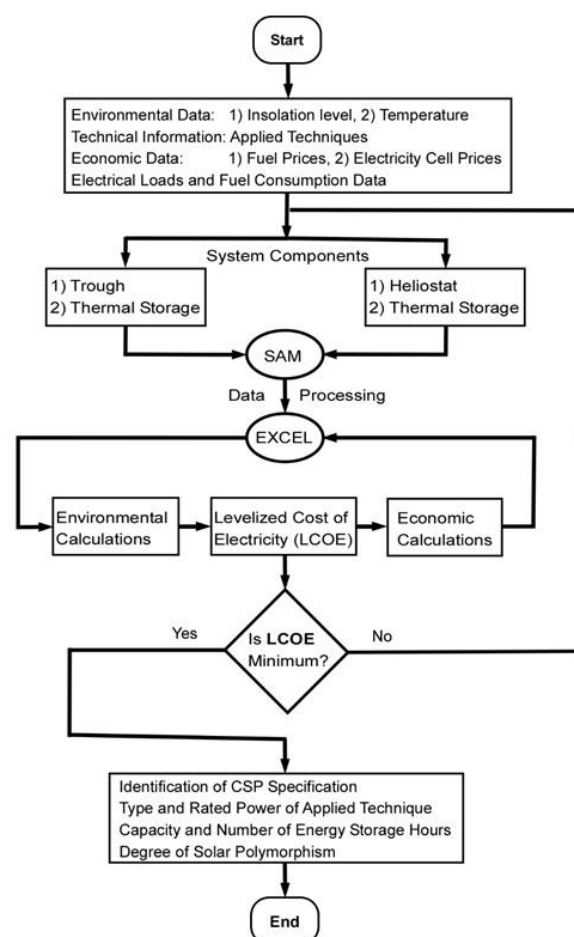 Start
Environmental Data: 1) Insolation level, 2) Temperature
Technical Information: Applied Techniques
Economic Data: 1) Fuel Prices, 2) Electricity Cell Prices
Electrical Loads and Fuel Consumption Data
System Components
1) Trough
2) Thermal Storage
1) Heliostat
2) Thermal Storage
SAM
Data Processing
EXCEL
Environmental
Calculations
Levelized Cost of
Electricity (LCOE)
Economic
Calculations
Yes
Is LCOE
Minimum?
No
Identification of CSP Specification
Type and Rated Power of Applied Technique
Capacity and Number of Energy Storage Hours
Degree of Solar Polymorphism
End